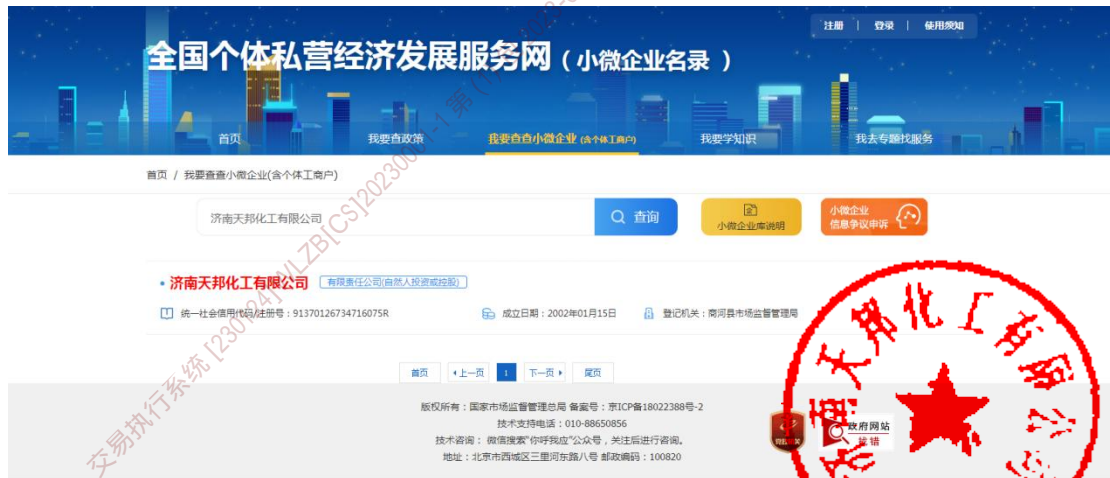 注册 | 登录 | 使用须知
全国个体私营经济发展服务网（小微企业名录 ）
首页 我要查政策 我要查查小微企业 (含个体工商户) 我要学知识 我去专题找服务
首页 / 我要查查小微企业(含个体工商户)
济南天邦化工有限公司 查询 小微企业库说明 小微企业
信息争议申诉
• 济南天邦化工有限公司 有限责任公司(自然人投资或控股)
统一社会信用代码/注册号：91370126734716075R 成立日期：2002年01月15日 登记机关：商河县市场监督管理局
首页 上一页 1 下一页 尾页
版权所有：国家市场监督管理总局 备案号：京ICP备18022388号-2
技术支持电话：010-88650856
技术咨询： 微信搜索"你呼我应"公众号，关注后进行咨询。
地址：北京市西城区三里河东路八号 邮政编码：100820
政府网站
找错